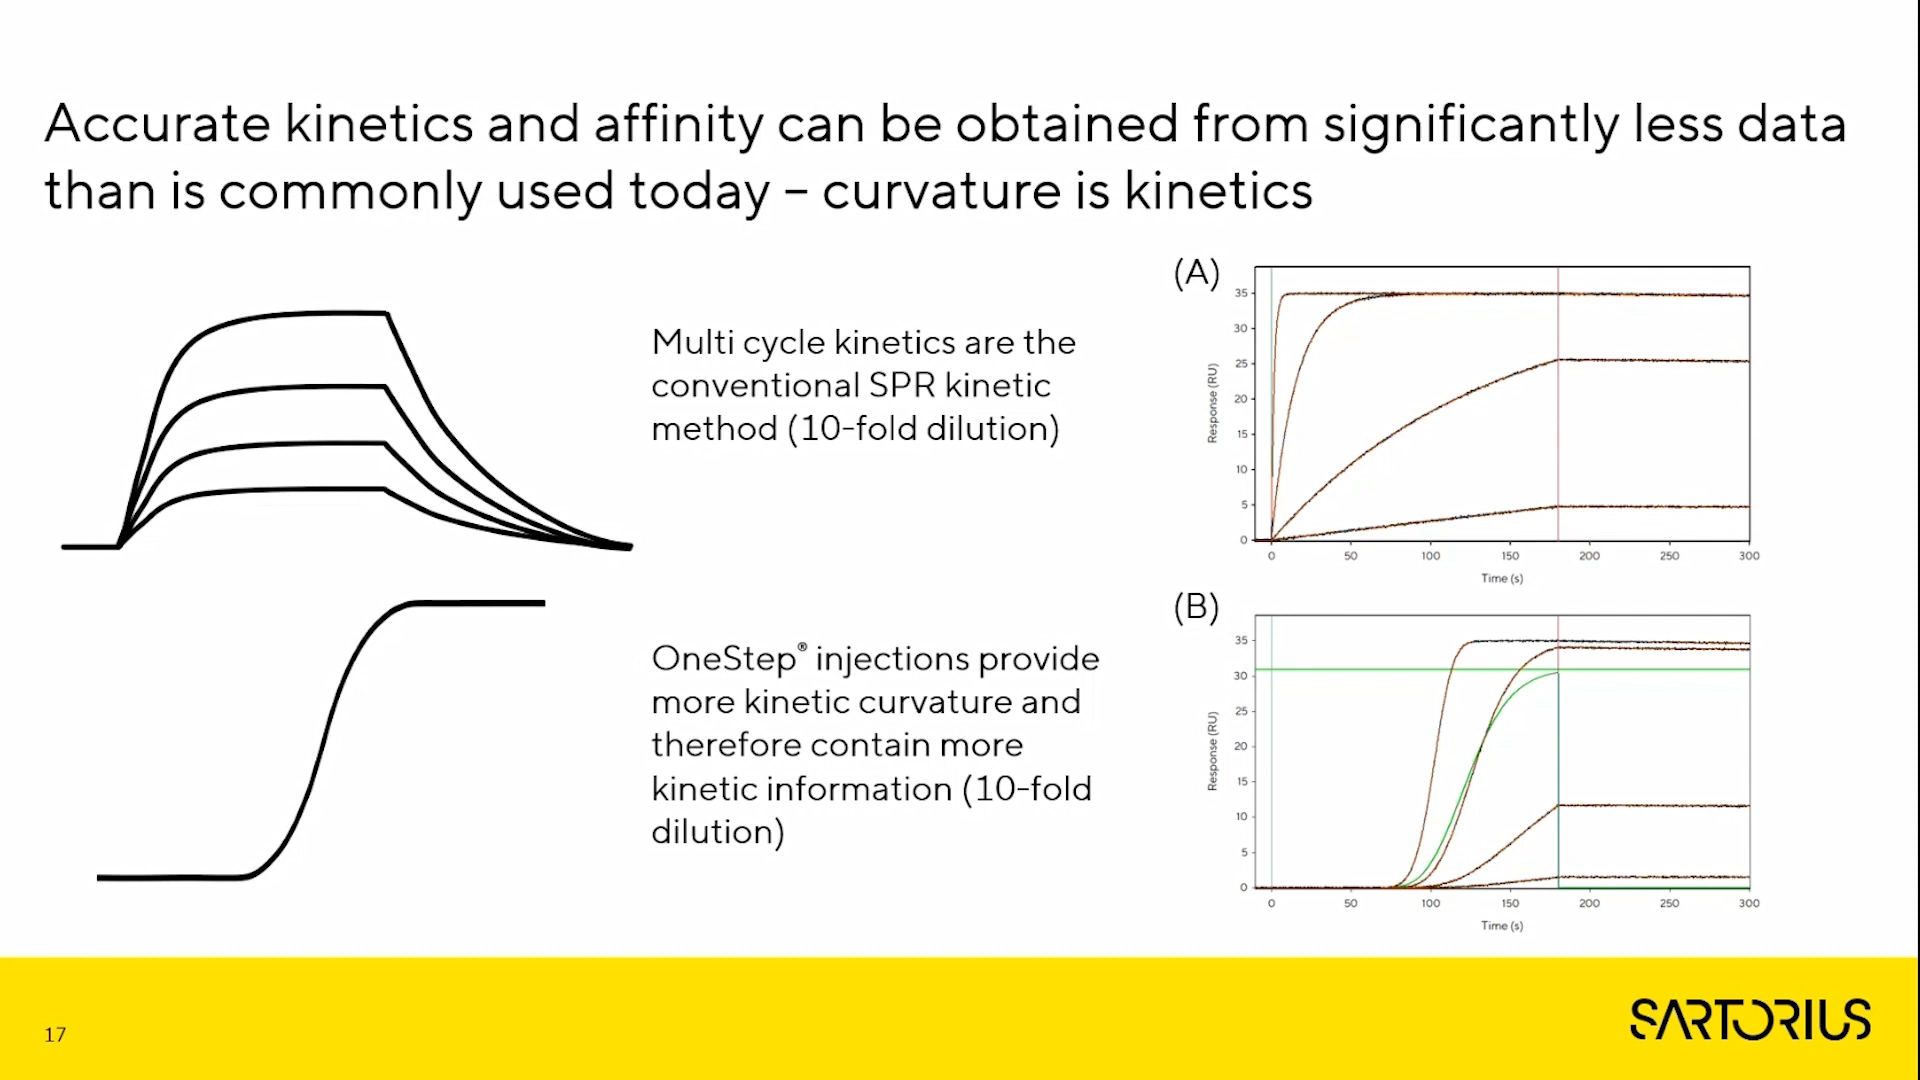 Accurate kinetics and affinity can be obtained from significantly less data
than is commonly used today – curvature is kinetics
Multi cycle kinetics are the
conventional SPR kinetic
method (10-fold dilution)
(A)
Response (RU)
35
30
25
20
15
10
5
0
0 50 100 150 200 250 300
Time (s)
OneStep® injections provide
more kinetic curvature and
therefore contain more
kinetic information (10-fold
dilution)
(B)
Response (RU)
35
30
25
20
15
10
5
0
0 50 100 150 200 250 300
Time (s)
17
SARTORIUS